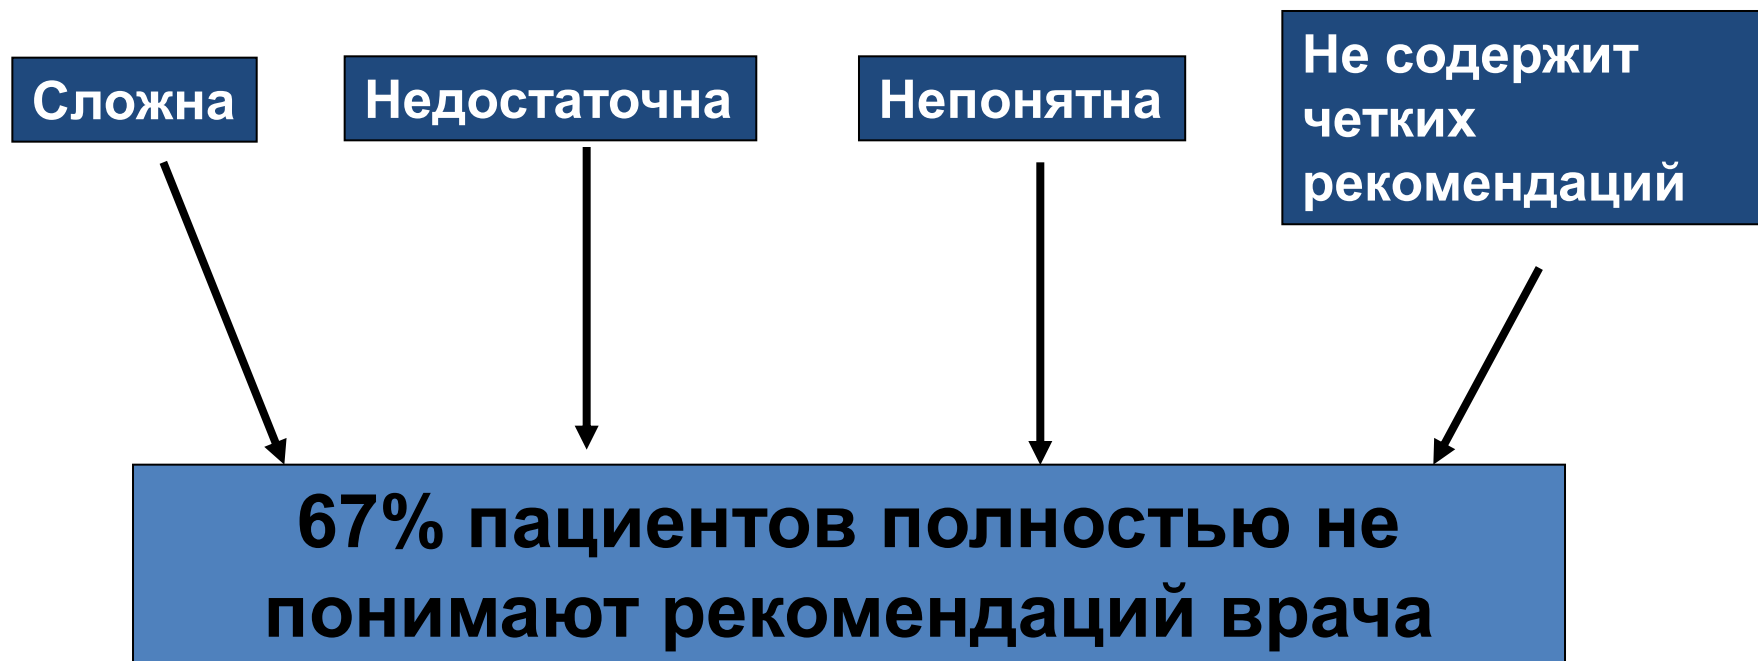 Сложна
Недостаточна
Непонятна
Не содержит
четких
рекомендаций
67% пациентов полностью не
понимают рекомендаций врача